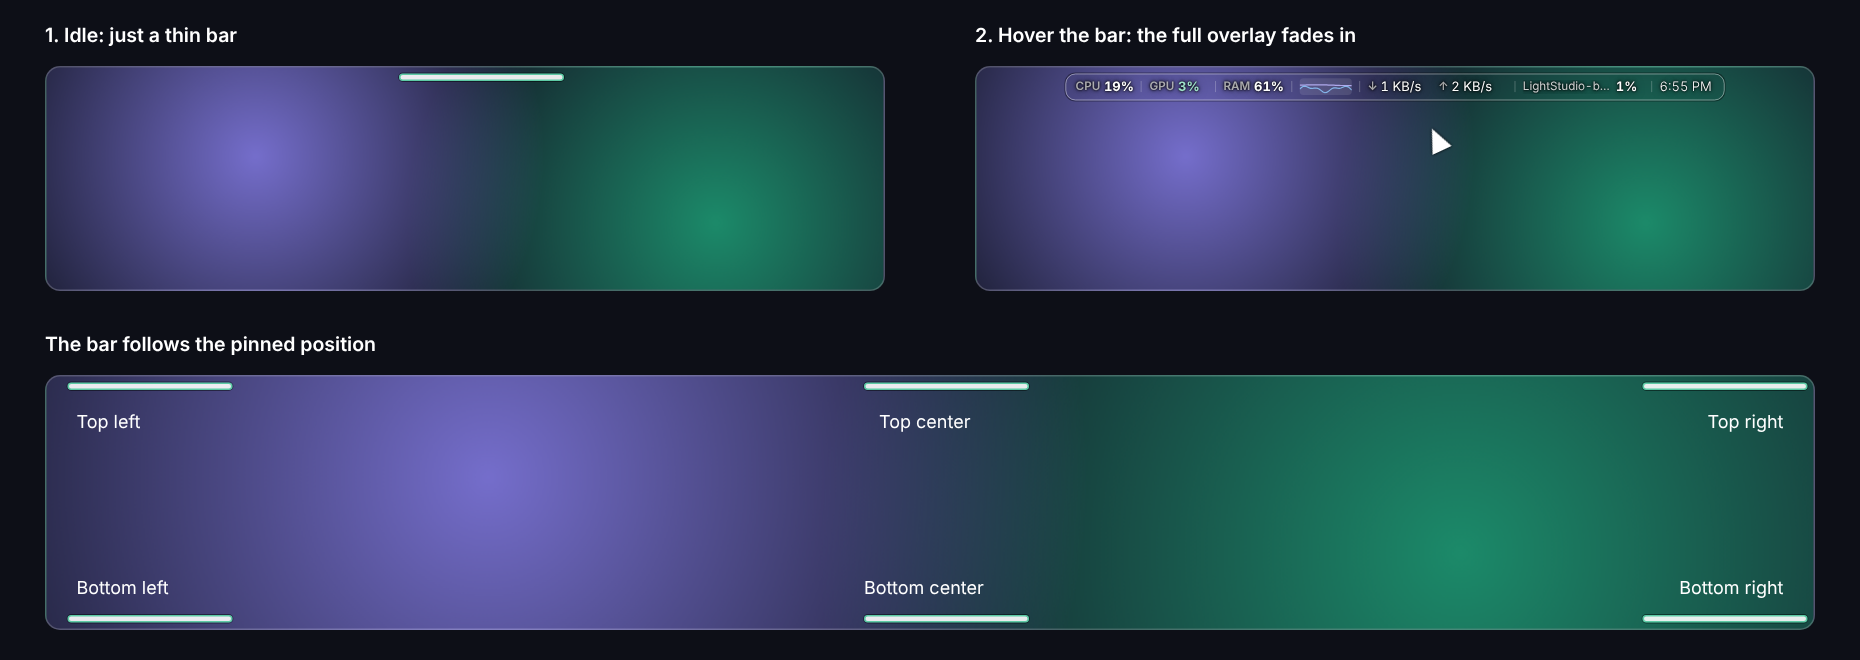 1. Idle: just a thin bar
2. Hover the bar: the full overlay fades in
CPU 19% | GPU 3% | RAM 61% | | ↓ 1 KB/s ↑ 2 KB/s | LightStudio-b... 1% | 6:55 PM
The bar follows the pinned position
Top left
Top center
Top right
Bottom left
Bottom center
Bottom right